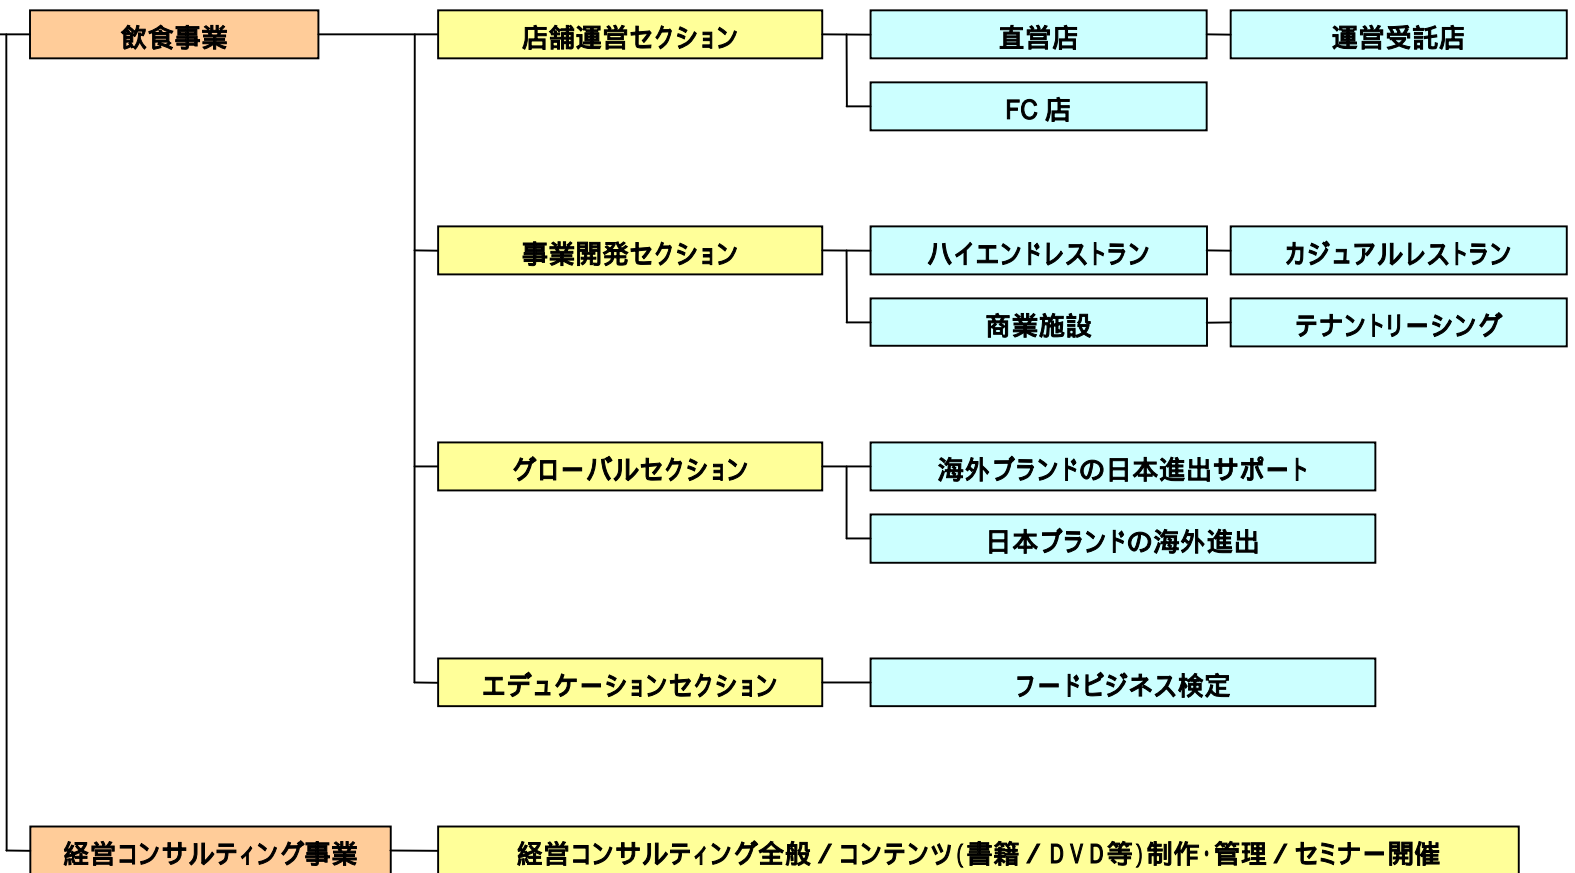 飲食事業
店舗運営セクション
直営店
運営受託店
FC 店
事業開発セクション
ハイエンドレストラン
カジュアルレストラン
商業施設
テナントリーシング
グローバルセクション
海外ブランドの日本進出サポート
日本ブランドの海外進出
エデュケーションセクション
フードビジネス検定
経営コンサルティング事業
経営コンサルティング全般 / コンテンツ(書籍 / DVD等)制作・管理 / セミナー開催